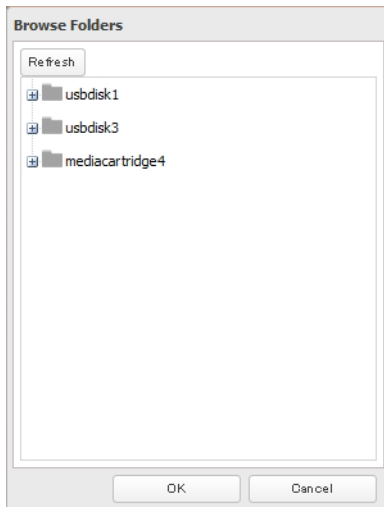 Browse Folders
Refresh
usbdisk1
usbdisk3
mediacartridge4
OK
Cancel